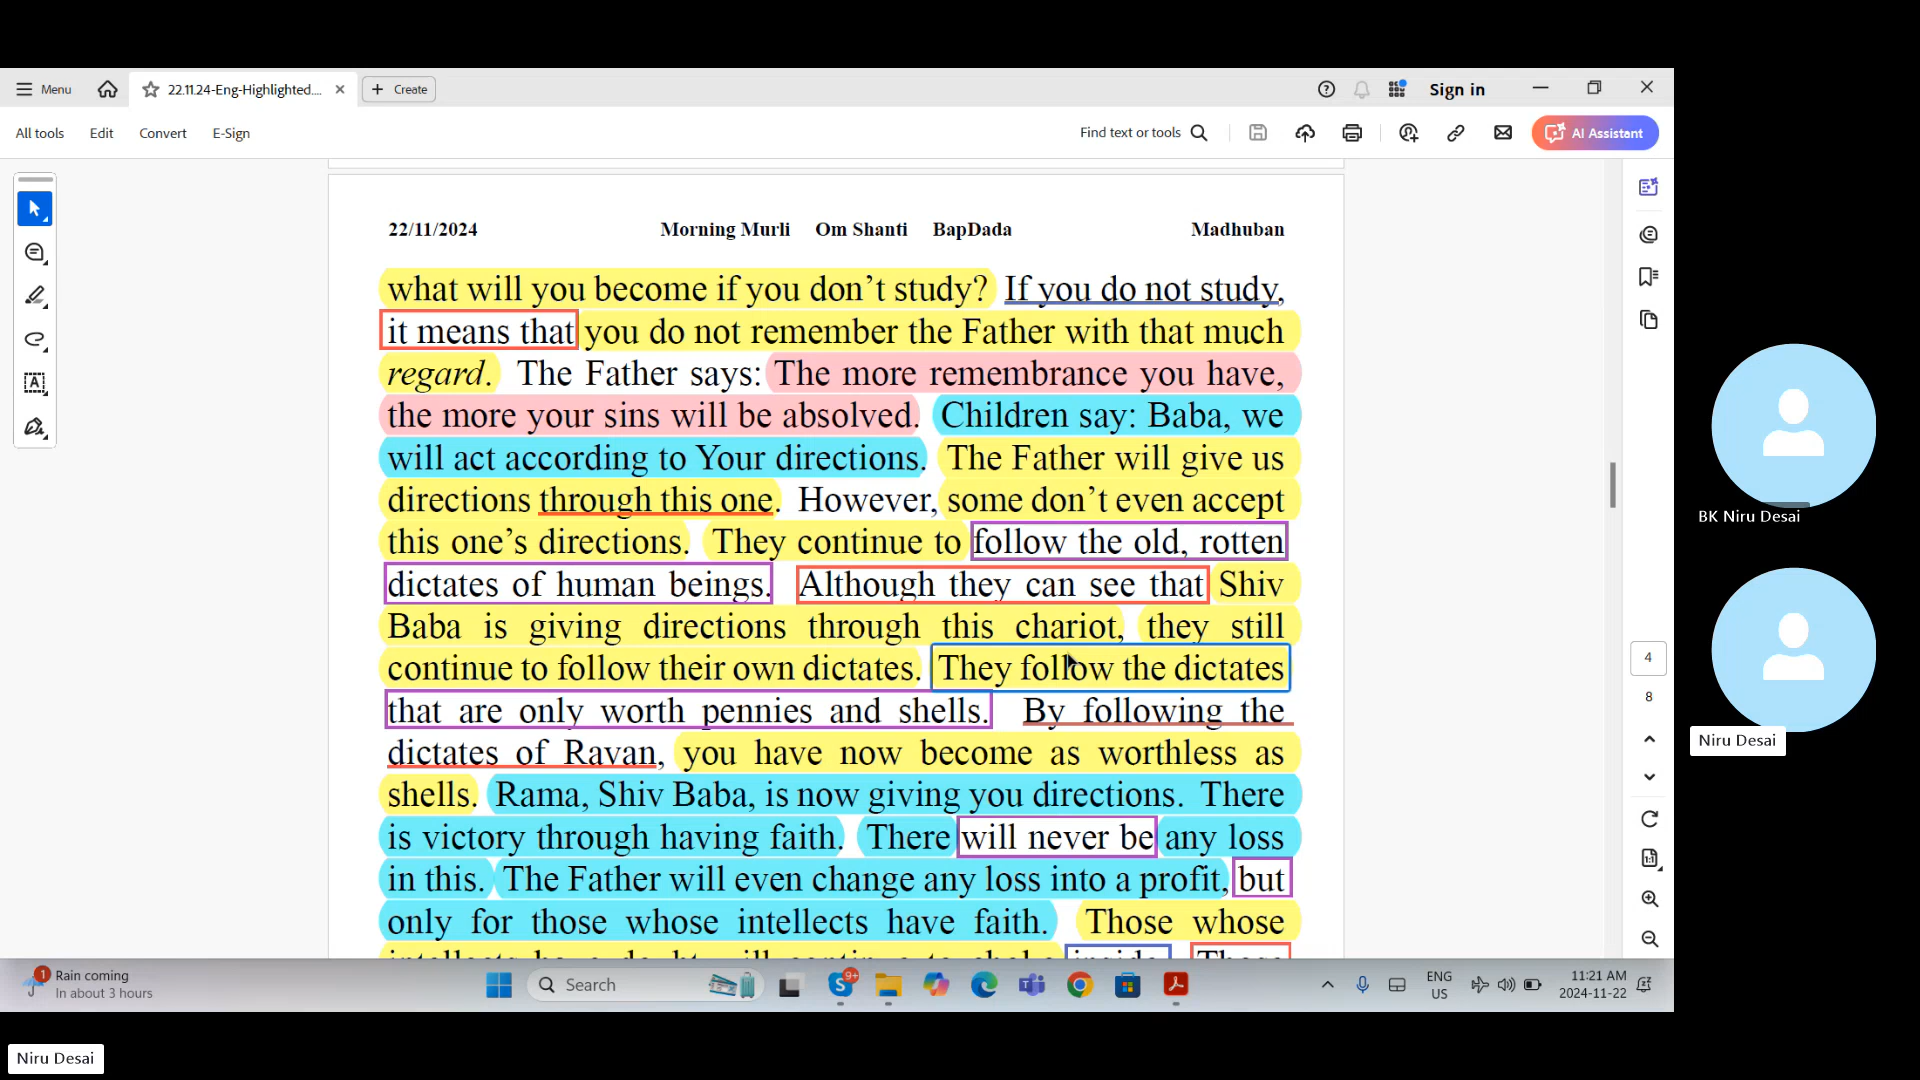 Menu
22.11.24-Eng-Highlighted....
Create
Sign in
All tools
Edit
Convert
E-Sign
Find text or tools
AI Assistant
22/11/2024 Morning Murli Om Shanti BapDada Madhuban
what will you become if you don’t study? If you do not study,
it means that you do not remember the Father with that much
regard. The Father says: The more remembrance you have,
the more your sins will be absolved. Children say: Baba, we
will act according to Your directions. The Father will give us
directions through this one. However, some don’t even accept
this one’s directions. They continue to follow the old, rotten
dictates of human beings. Although they can see that Shiv
Baba is giving directions through this chariot, they still
continue to follow their own dictates. They follow the dictates
that are only worth pennies and shells. By following the
dictates of Ravan, you have now become as worthless as
shells. Rama, Shiv Baba, is now giving you directions. There
is victory through having faith. There will never be any loss
in this. The Father will even change any loss into a profit, but
only for those whose intellects have faith. Those whose
4
8
BK Niru Desai
Niru Desai
1
Rain coming
In about 3 hours
Search
9+
ENG
US
11:21 AM
2024-11-22
Niru Desai